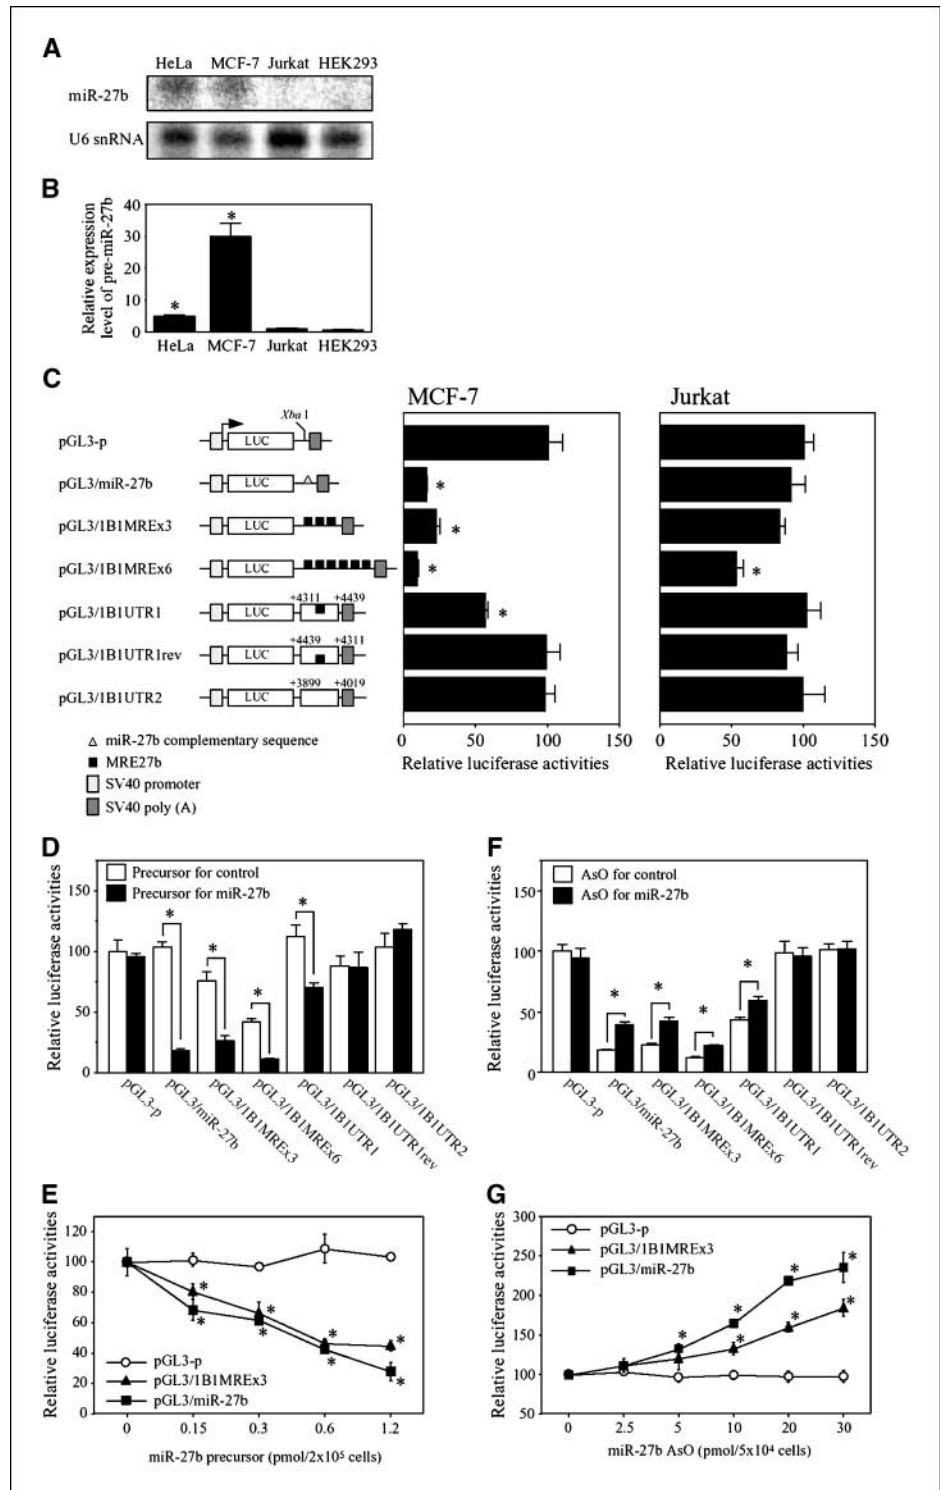 A
HeLa MCF-7 Jurkat HEK293
miR-27b
U6 snRNA
B
Relative expression
level of pre-miR-27b
40
30
20
10
0
*
*
HeLa MCF-7 Jurkat HEK293
C
MCF-7
Jurkat
Xba I
pGL3-p
LUC
pGL3/miR-27b
LUC
*
pGL3/1B1MREx3
LUC
*
pGL3/1B1MREx6
LUC
*
*
+4311 +4439
pGL3/1B1UTR1
LUC
*
+4439 +4311
pGL3/1B1UTR1rev
LUC
+3899 +4019
pGL3/1B1UTR2
LUC
0 50 100 150
Relative luciferase activities
0 50 100 150
Relative luciferase activities
△ miR-27b complementary sequence
■ MRE27b
SV40 promoter
SV40 poly (A)
D
Relative luciferase activities
Precursor for control
Precursor for miR-27b
150
100
50
0
* * * *
pGL3-p
pGL3/miR-27b
pGL3/1B1MREx3
pGL3/1B1MREx6
pGL3/1B1UTR1
pGL3/1B1UTR1rev
pGL3/1B1UTR2
F
Relative luciferase activities
AsO for control
AsO for miR-27b
150
100
50
0
* * * *
pGL3-p
pGL3/miR-27b
pGL3/1B1MREx3
pGL3/1B1MREx6
pGL3/1B1UTR1
pGL3/1B1UTR1rev
pGL3/1B1UTR2
E
Relative luciferase activities
120
100
80
60
40
20
0
* * * *
* * * *
pGL3-p
pGL3/1B1MREx3
pGL3/miR-27b
0 0.15 0.3 0.6 1.2
miR-27b precursor (pmol/2x10⁵ cells)
G
Relative luciferase activities
300
250
200
150
100
50
pGL3-p
pGL3/1B1MREx3
pGL3/miR-27b
* * * *
* * *
0 2.5 5 10 20 30
miR-27b AsO (pmol/5x10⁴ cells)